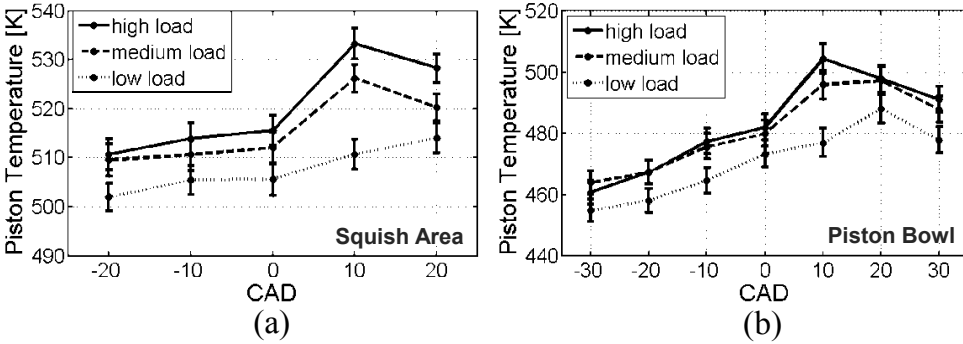 Piston Temperature [K]
540
530
520
510
500
490
high load
medium load
low load
Squish Area
-20 -10 0 10 20
CAD
(a)
Piston Temperature [K]
520
500
480
460
440
high load
medium load
low load
Piston Bowl
-30 -20 -10 0 10 20 30
CAD
(b)